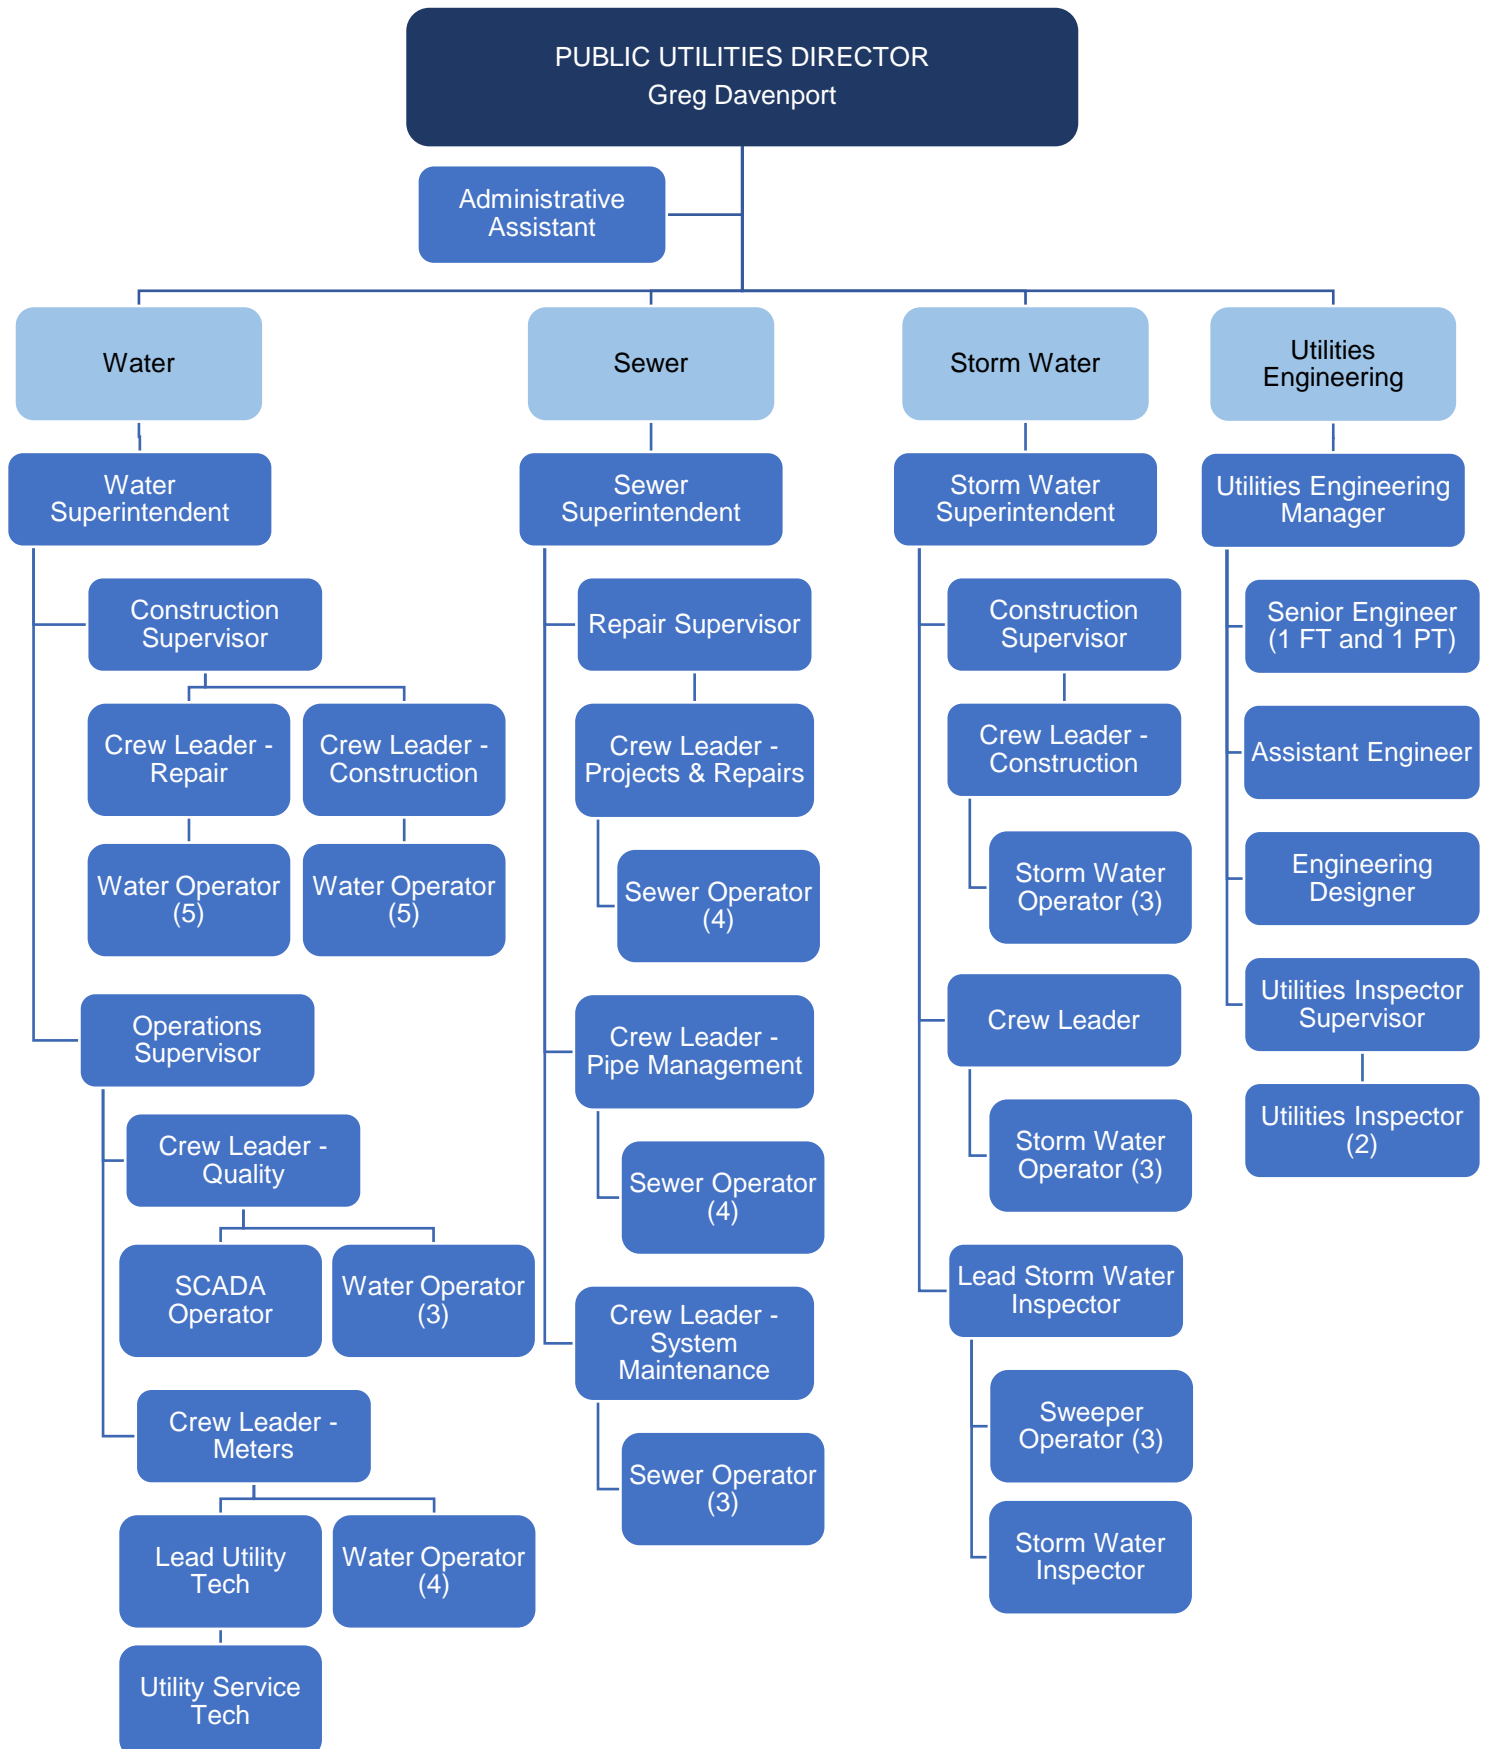 PUBLIC UTILITIES DIRECTOR
Greg Davenport
Administrative
Assistant
Water
Water
Superintendent
Construction
Supervisor
Crew Leader -
Repair
Water Operator
(5)
Crew Leader -
Construction
Water Operator
(5)
Operations
Supervisor
Crew Leader -
Quality
SCADA
Operator
Water Operator
(3)
Crew Leader -
Meters
Lead Utility
Tech
Utility Service
Tech
Water Operator
(4)
Sewer
Sewer
Superintendent
Repair Supervisor
Crew Leader -
Projects & Repairs
Sewer Operator
(4)
Crew Leader -
Pipe Management
Sewer Operator
(4)
Crew Leader -
System
Maintenance
Sewer Operator
(3)
Storm Water
Storm Water
Superintendent
Construction
Supervisor
Crew Leader -
Construction
Storm Water
Operator (3)
Crew Leader
Storm Water
Operator (3)
Lead Storm Water
Inspector
Sweeper
Operator (3)
Storm Water
Inspector
Utilities
Engineering
Utilities Engineering
Manager
Senior Engineer
(1 FT and 1 PT)
Assistant Engineer
Engineering
Designer
Utilities Inspector
Supervisor
Utilities Inspector
(2)